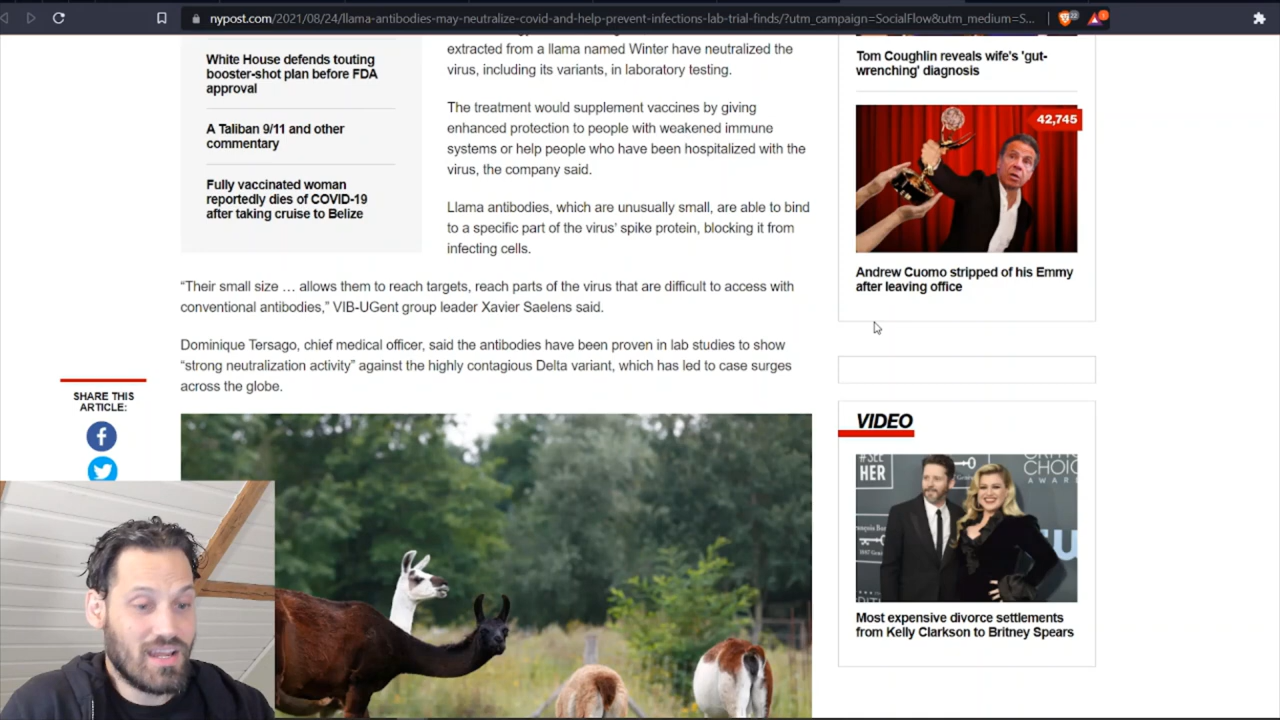 nypost.com/2021/08/24/llama-antibodies-may-neutralize-covid-and-help-prevent-infections-lab-trial-finds/?utm_campaign=SocialFlow&utm_medium=S...
22
1
White House defends touting
booster-shot plan before FDA
approval
A Taliban 9/11 and other
commentary
Fully vaccinated woman
reportedly dies of COVID-19
after taking cruise to Belize
extracted from a llama named Winter have neutralized the
virus, including its variants, in laboratory testing.
The treatment would supplement vaccines by giving
enhanced protection to people with weakened immune
systems or help people who have been hospitalized with the
virus, the company said.
Llama antibodies, which are unusually small, are able to bind
to a specific part of the virus’ spike protein, blocking it from
infecting cells.
“Their small size … allows them to reach targets, reach parts of the virus that are difficult to access with
conventional antibodies,” VIB-UGent group leader Xavier Saelens said.
Dominique Tersago, chief medical officer, said the antibodies have been proven in lab studies to show
“strong neutralization activity” against the highly contagious Delta variant, which has led to case surges
across the globe.
SHARE THIS
ARTICLE:
Tom Coughlin reveals wife's 'gut-
wrenching' diagnosis
42,745
Andrew Cuomo stripped of his Emmy
after leaving office
VIDEO
#SEE
HER
CHOIC
AWAR
Most expensive divorce settlements
from Kelly Clarkson to Britney Spears